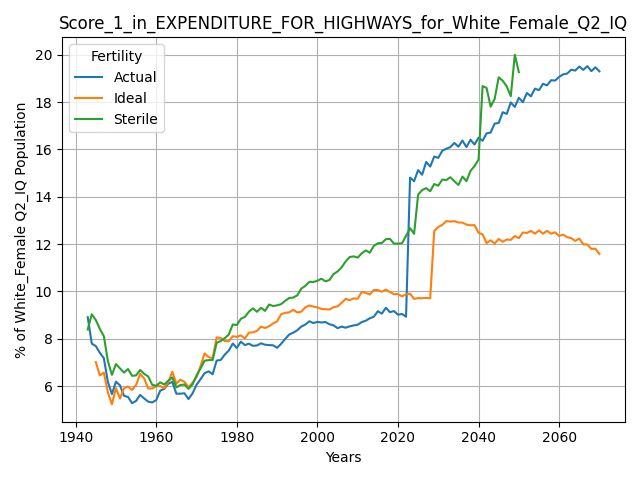 Score_1_in_EXPENDITURE_FOR_HIGHWAYS_for_White_Female_Q2_IQ
Fertility
Actual
Ideal
Sterile
% of White_Female Q2_IQ Population
20
18
16
14
12
10
8
6
1940
1960
1980
2000
2020
2040
2060
Years